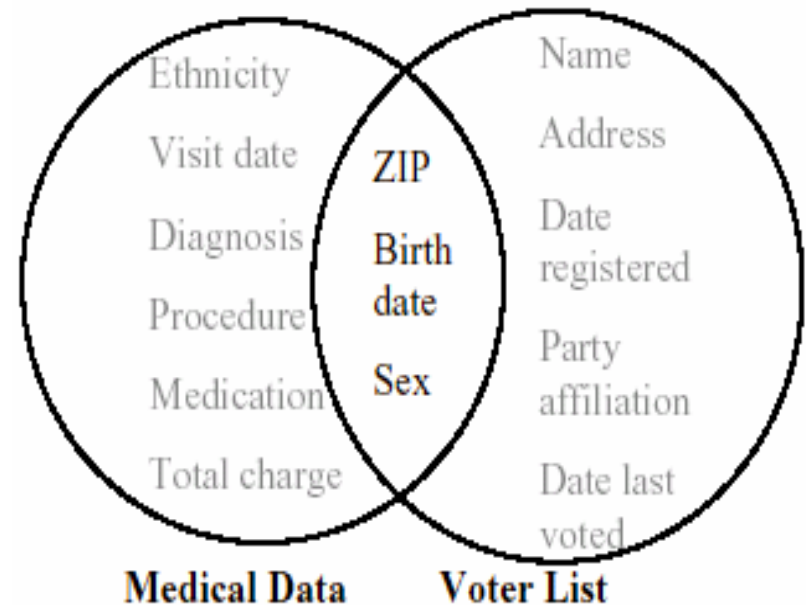 Ethnicity
Visit date
Diagnosis
Procedure
Medication
Total charge
ZIP
Birth
date
Sex
Name
Address
Date
registered
Party
affiliation
Date last
voted
Medical Data
Voter List